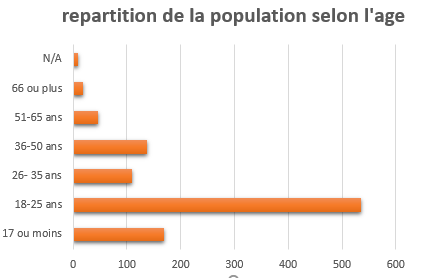 repartition de la population selon l'age
N/A
66 ou plus
51-65 ans
36-50 ans
26- 35 ans
18-25 ans
17 ou moins
0 100 200 300 400 500 600